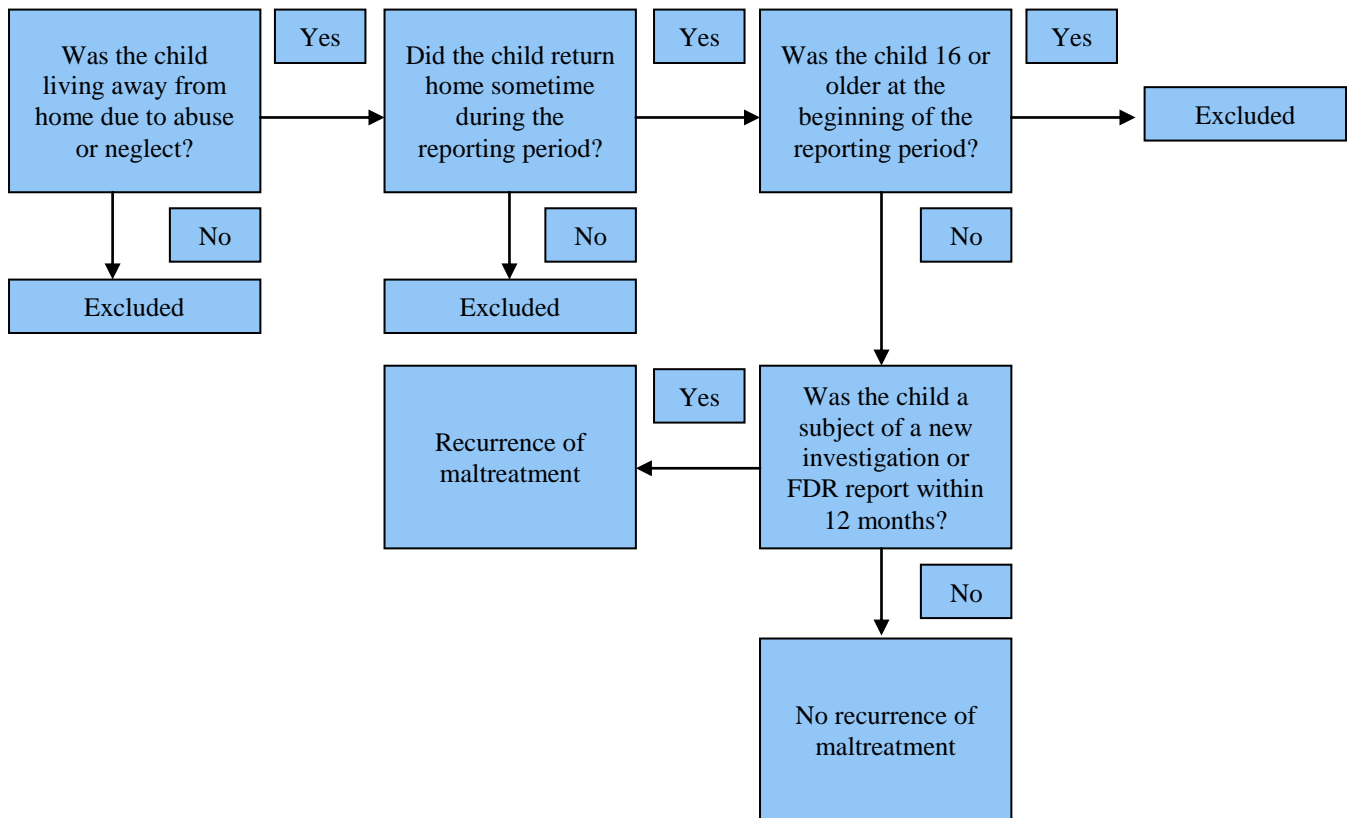 Was the child
living away from
home due to abuse
or neglect?
Yes
Did the child return
home sometime
during the
reporting period?
Yes
Was the child 16 or
older at the
beginning of the
reporting period?
Yes
Excluded
No
Excluded
No
Excluded
No
Was the child a
subject of a new
investigation or
FDR report within
12 months?
Yes
Recurrence of
maltreatment
No
No recurrence of
maltreatment